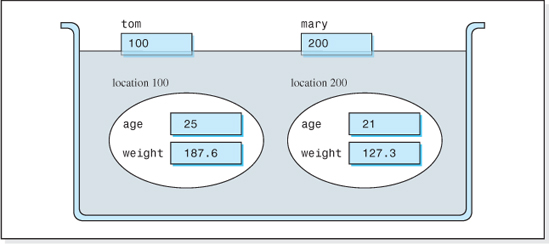 tom mary
100 200
location 100 location 200
age 25 age 21
weight 187.6 weight 127.3